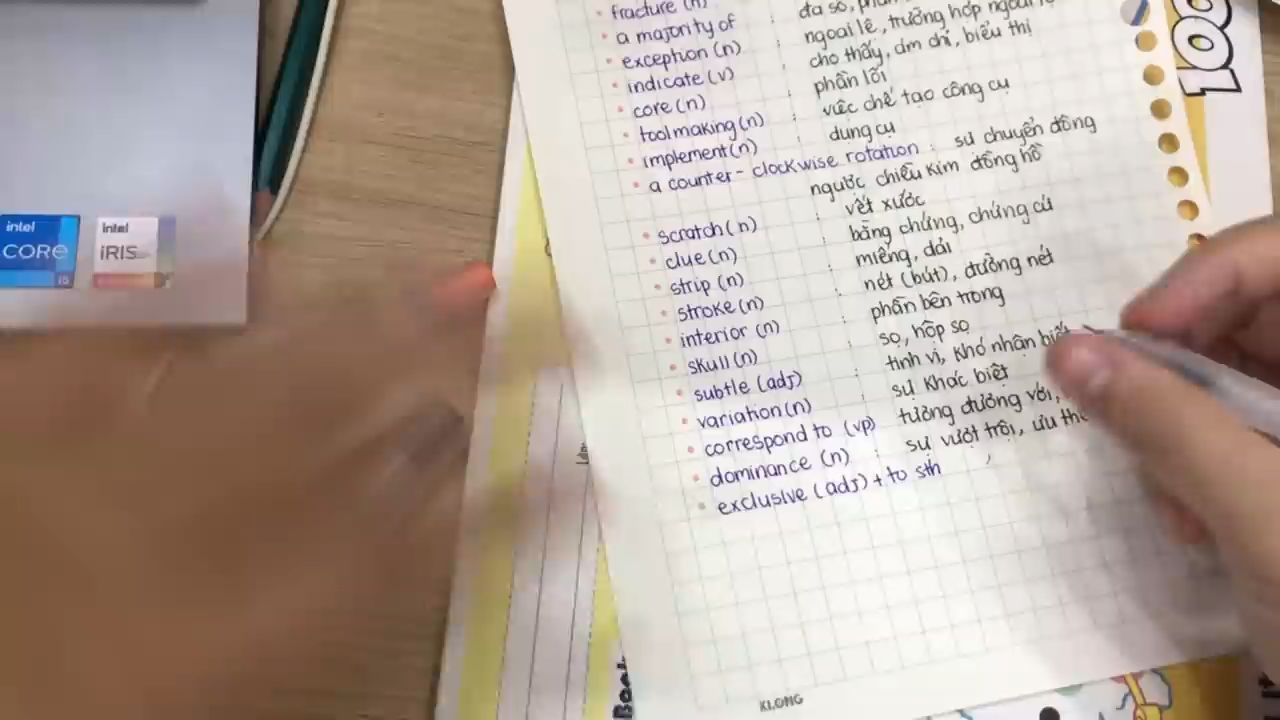 fracture (n)
a majority of : đa số,
exception (n) : ngoại lệ, trường hợp ngoại lệ
indicate (v) : cho thấy, ám chỉ, biểu thị
core (n) : phần lõi
toolmaking (n) : việc chế tạo công cụ
implement (n) : dụng cụ
a counter-clockwise rotation : sự chuyển động
ngược chiều kim đồng hồ
scratch (n) : vết xước
clue (n) : bằng chứng, chứng cứ
strip (n) : miếng, dải
stroke (n) : nét (bút), đường nét
interior (n) : phần bên trong
skull (n) : sọ, hộp sọ
subtle (adj) : tinh vi, khó nhận biết
variation (n) : sự khác biệt
correspond to (vp) tương đương với,
dominance (n) : sự vượt trội, ưu thế
exclusive (adj) + to sth
intel
CORE
i5
intel
iRIS
100
KLONG